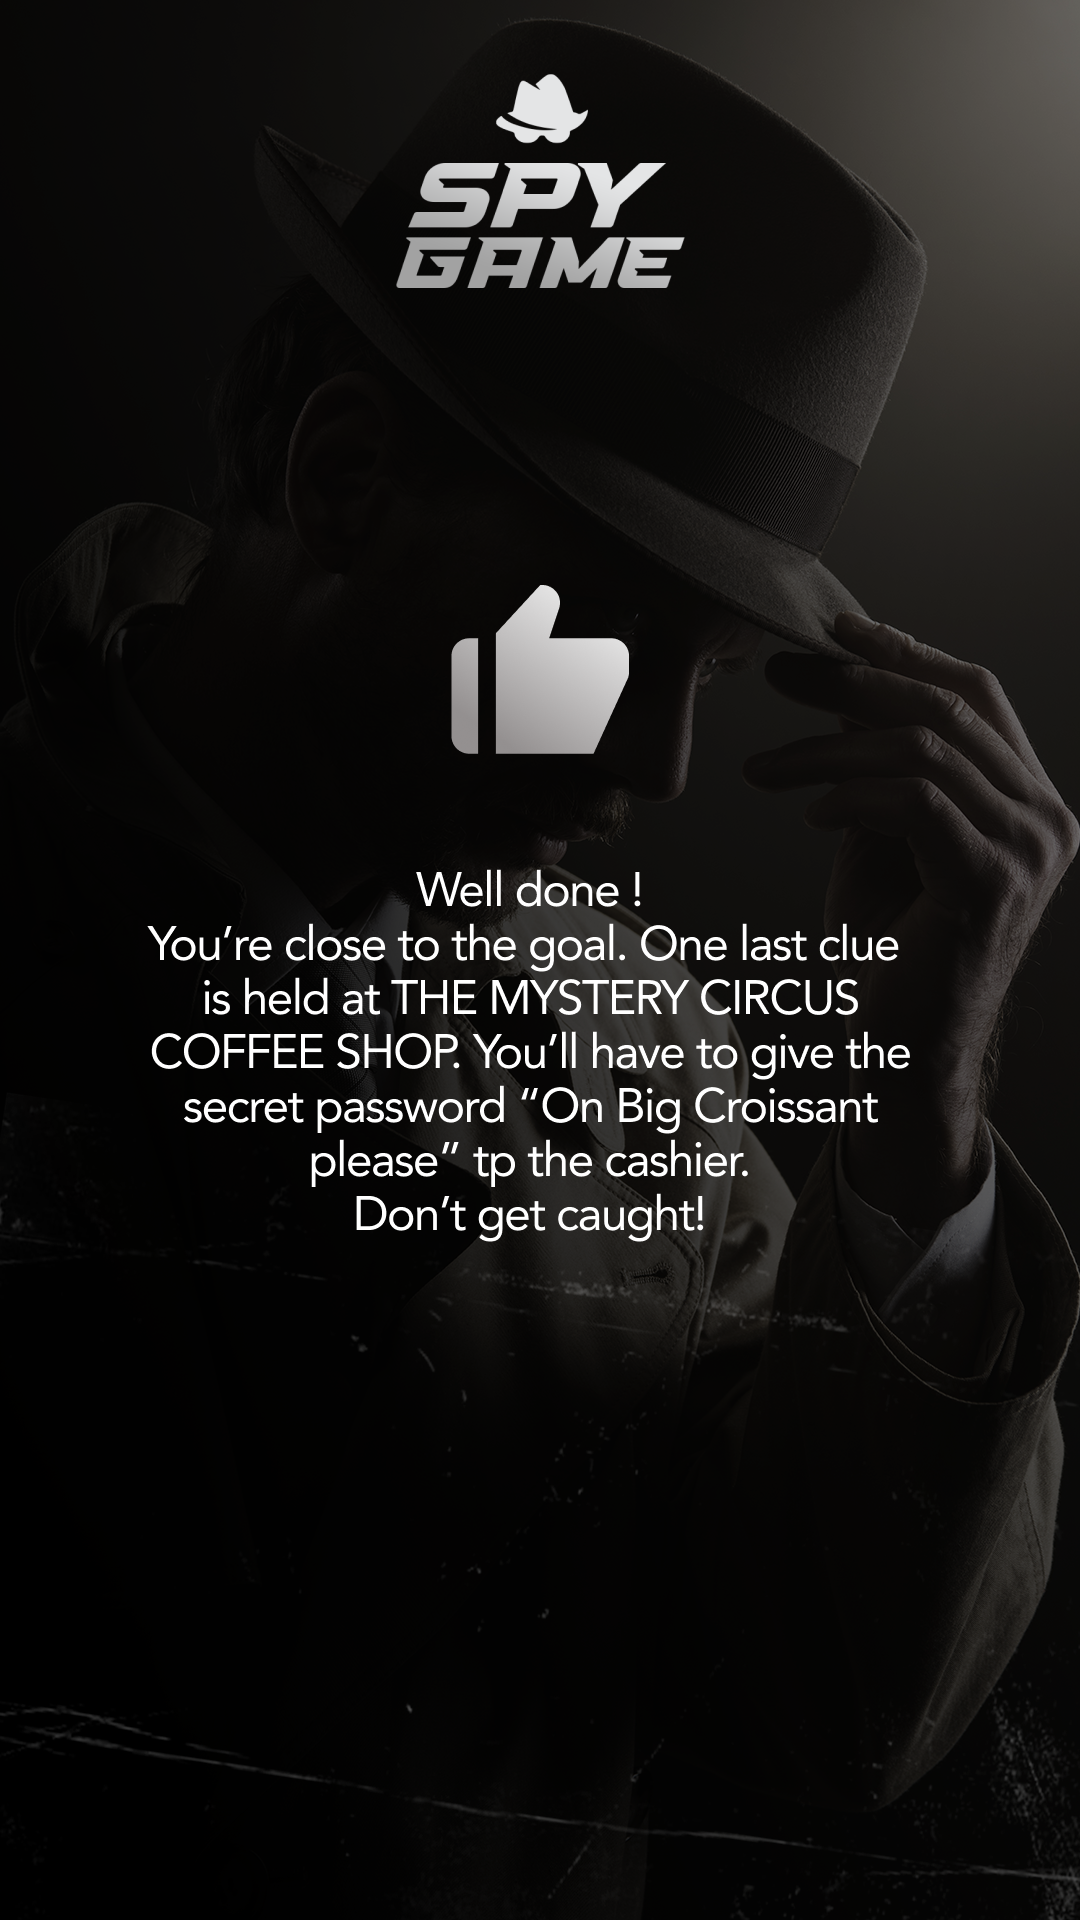 SPY
GAME
Well done !
You’re close to the goal. One last clue
is held at THE MYSTERY CIRCUS
COFFEE SHOP. You’ll have to give the
secret password “On Big Croissant
please” tp the cashier.
Don’t get caught!